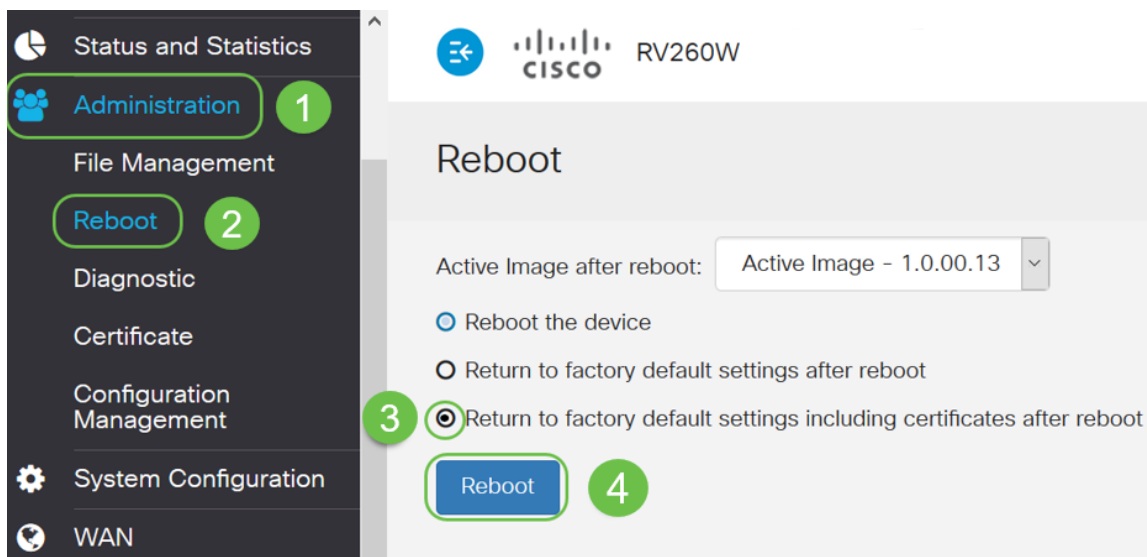 Status and Statistics
Administration
1
File Management
Reboot
2
Diagnostic
Certificate
Configuration
Management
System Configuration
WAN
CISCO
RV260W
Reboot
Active Image after reboot:
Active Image - 1.0.00.13
Reboot the device
Return to factory default settings after reboot
3
Return to factory default settings including certificates after reboot
Reboot
4